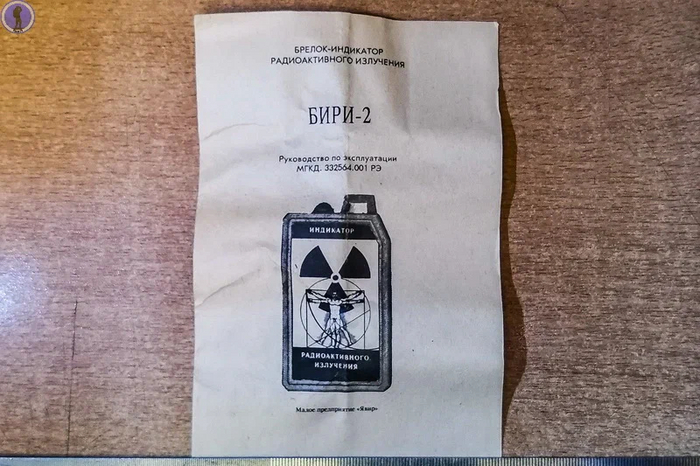 БРЕЛОК-ИНДИКАТОР
РАДИОАКТИВНОГО ИЗЛУЧЕНИЯ
БИРИ-2
Руководство по эксплуатации
МГКД. 332564.001 РЭ
ИНДИКАТОР
РАДИОАКТИВНОГО
ИЗЛУЧЕНИЯ
Малое предприятие «Явир»